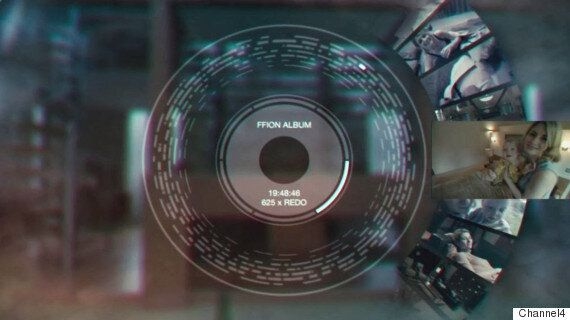 FFION ALBUM
19:48:46
625 x REDO
Channel4